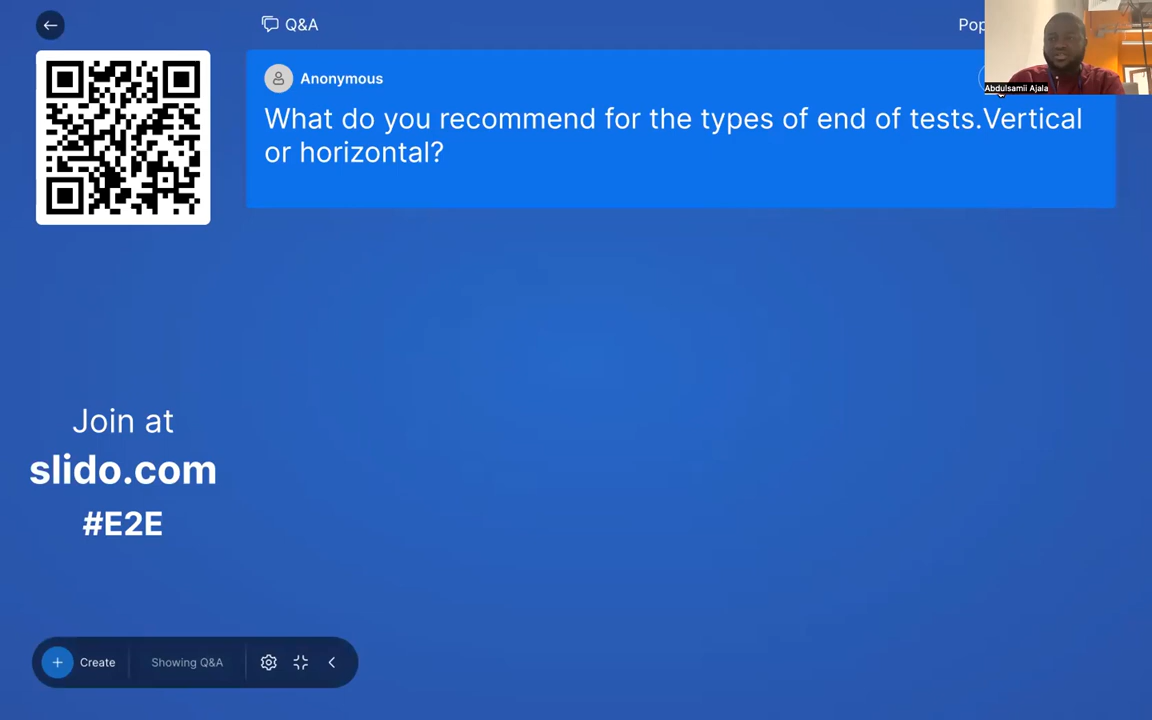 Q&A
Pop
Anonymous
What do you recommend for the types of end of tests.Vertical
or horizontal?
Abdulsamii Ajala
Join at
slido.com
#E2E
Create
Showing Q&A